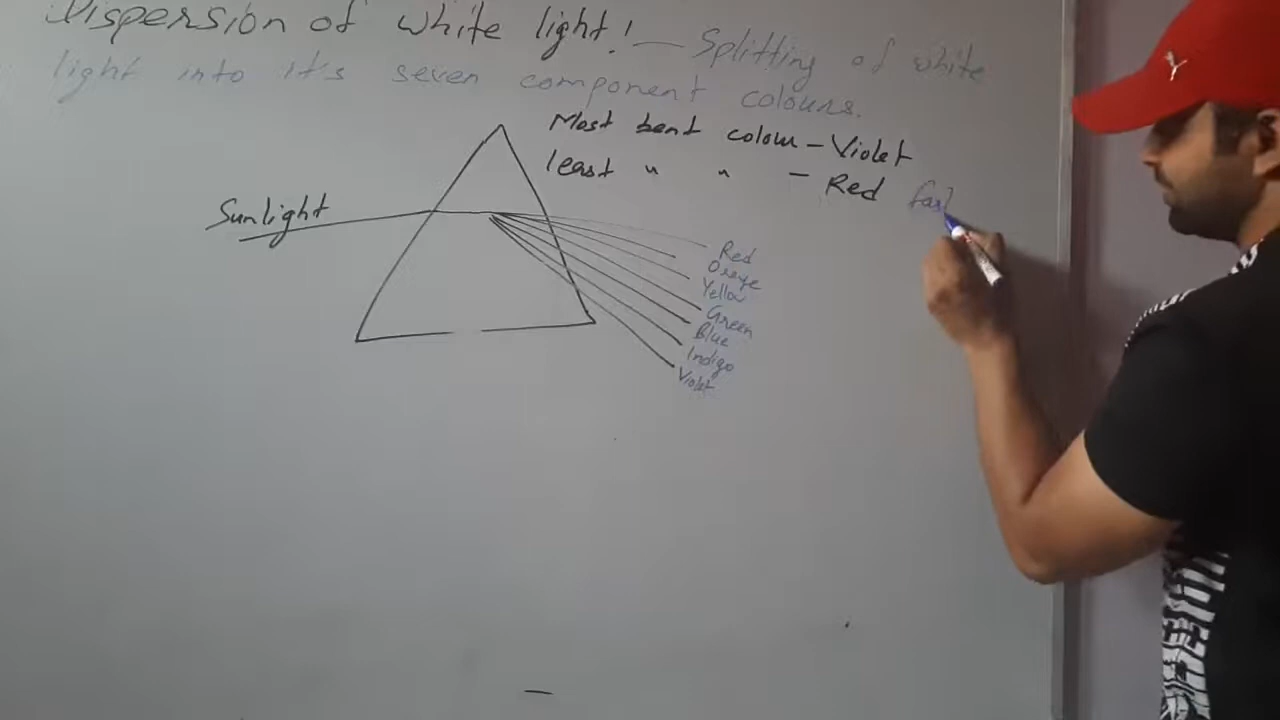 Dispersion of white light! — Splitting of white
light into it's seven component colours.
Most bent colour - Violet
least " " - Red fast
Sunlight
Red
Orange
Yellow
Green
Blue
Indigo
Violet